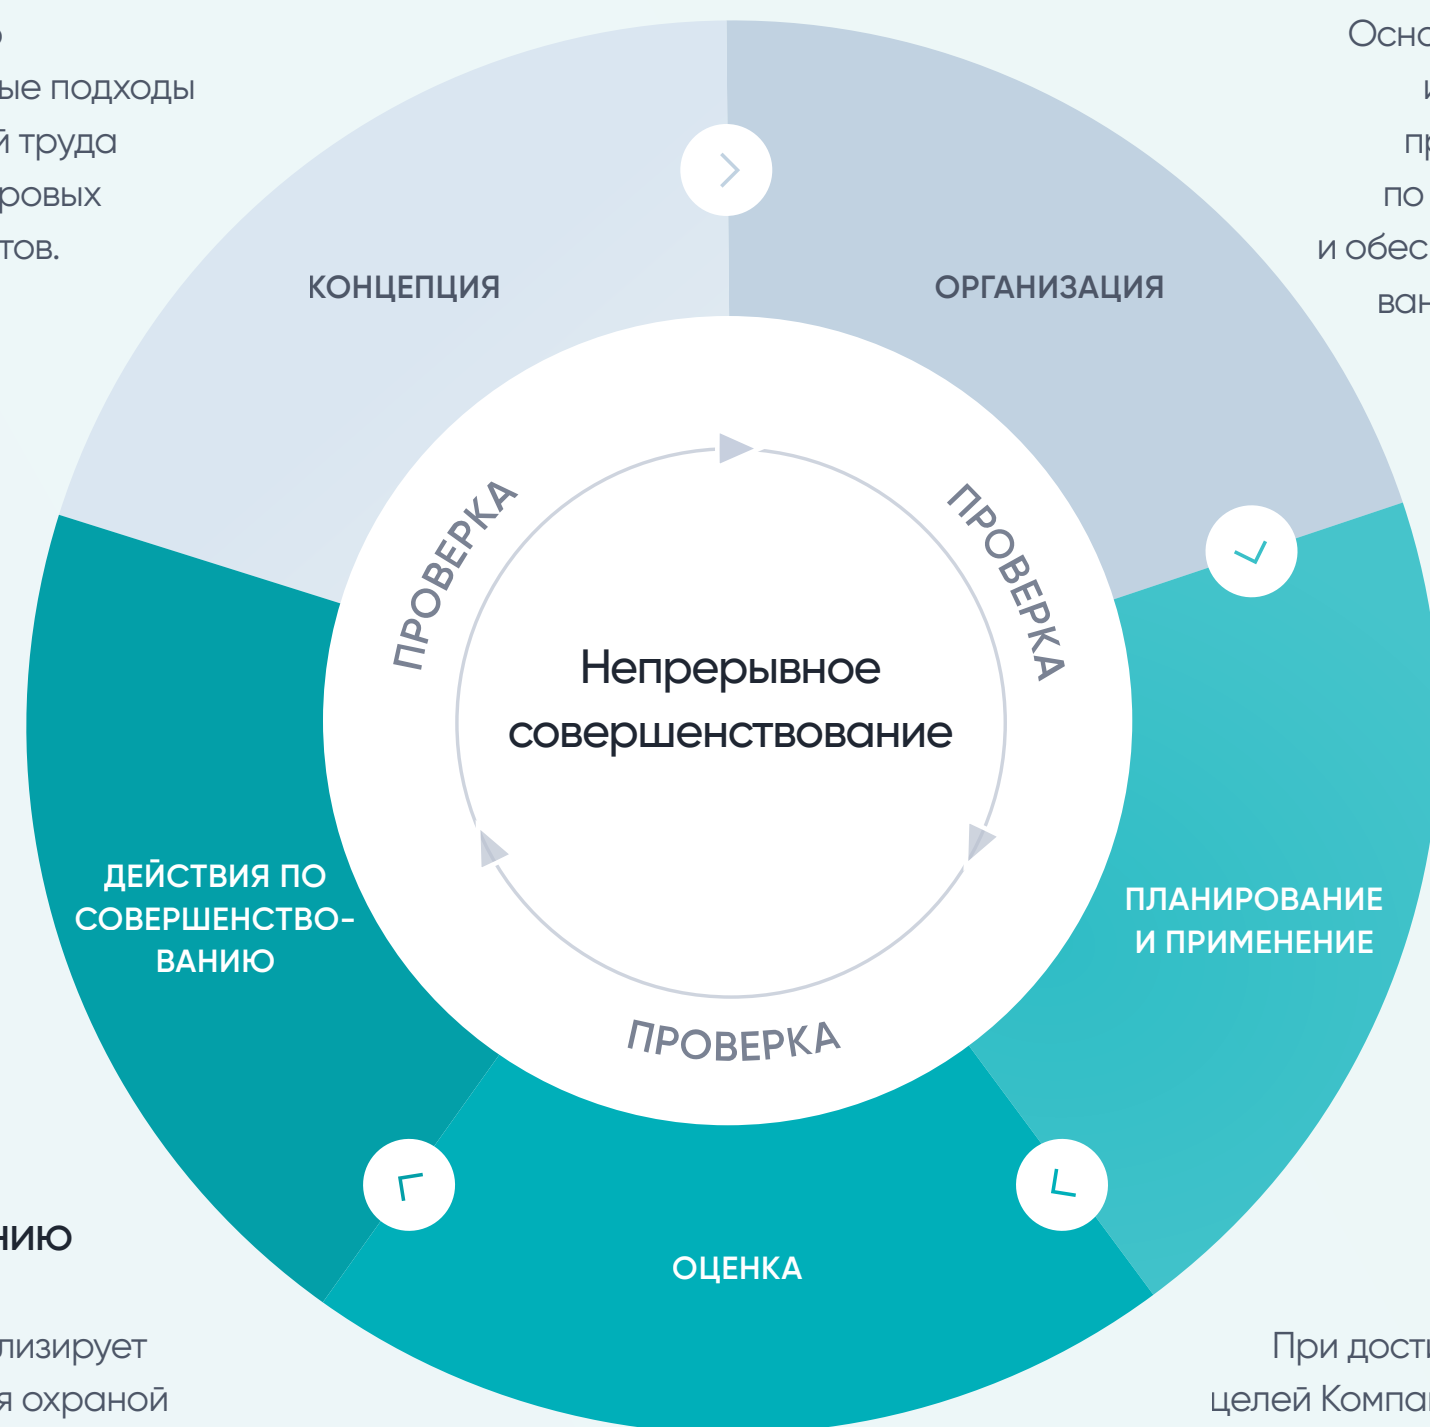 ые подходы
й труда
ровых
тов.
и обес
по
КОНЦЕПЦИЯ
ОРГАНИЗАЦИЯ
ПРОВЕРКА
ПРОВЕРКА
Непрерывное
совершенствование
ДЕЙСТВИЯ ПО
СОВЕРШЕНСТВО-
ВАНИЮ
ПЛАНИРОВАНИЕ
И ПРИМЕНЕНИЕ
ПРОВЕРКА
ОЦЕНКА
нию
лизирует
я охраной
При дости
целей Компа